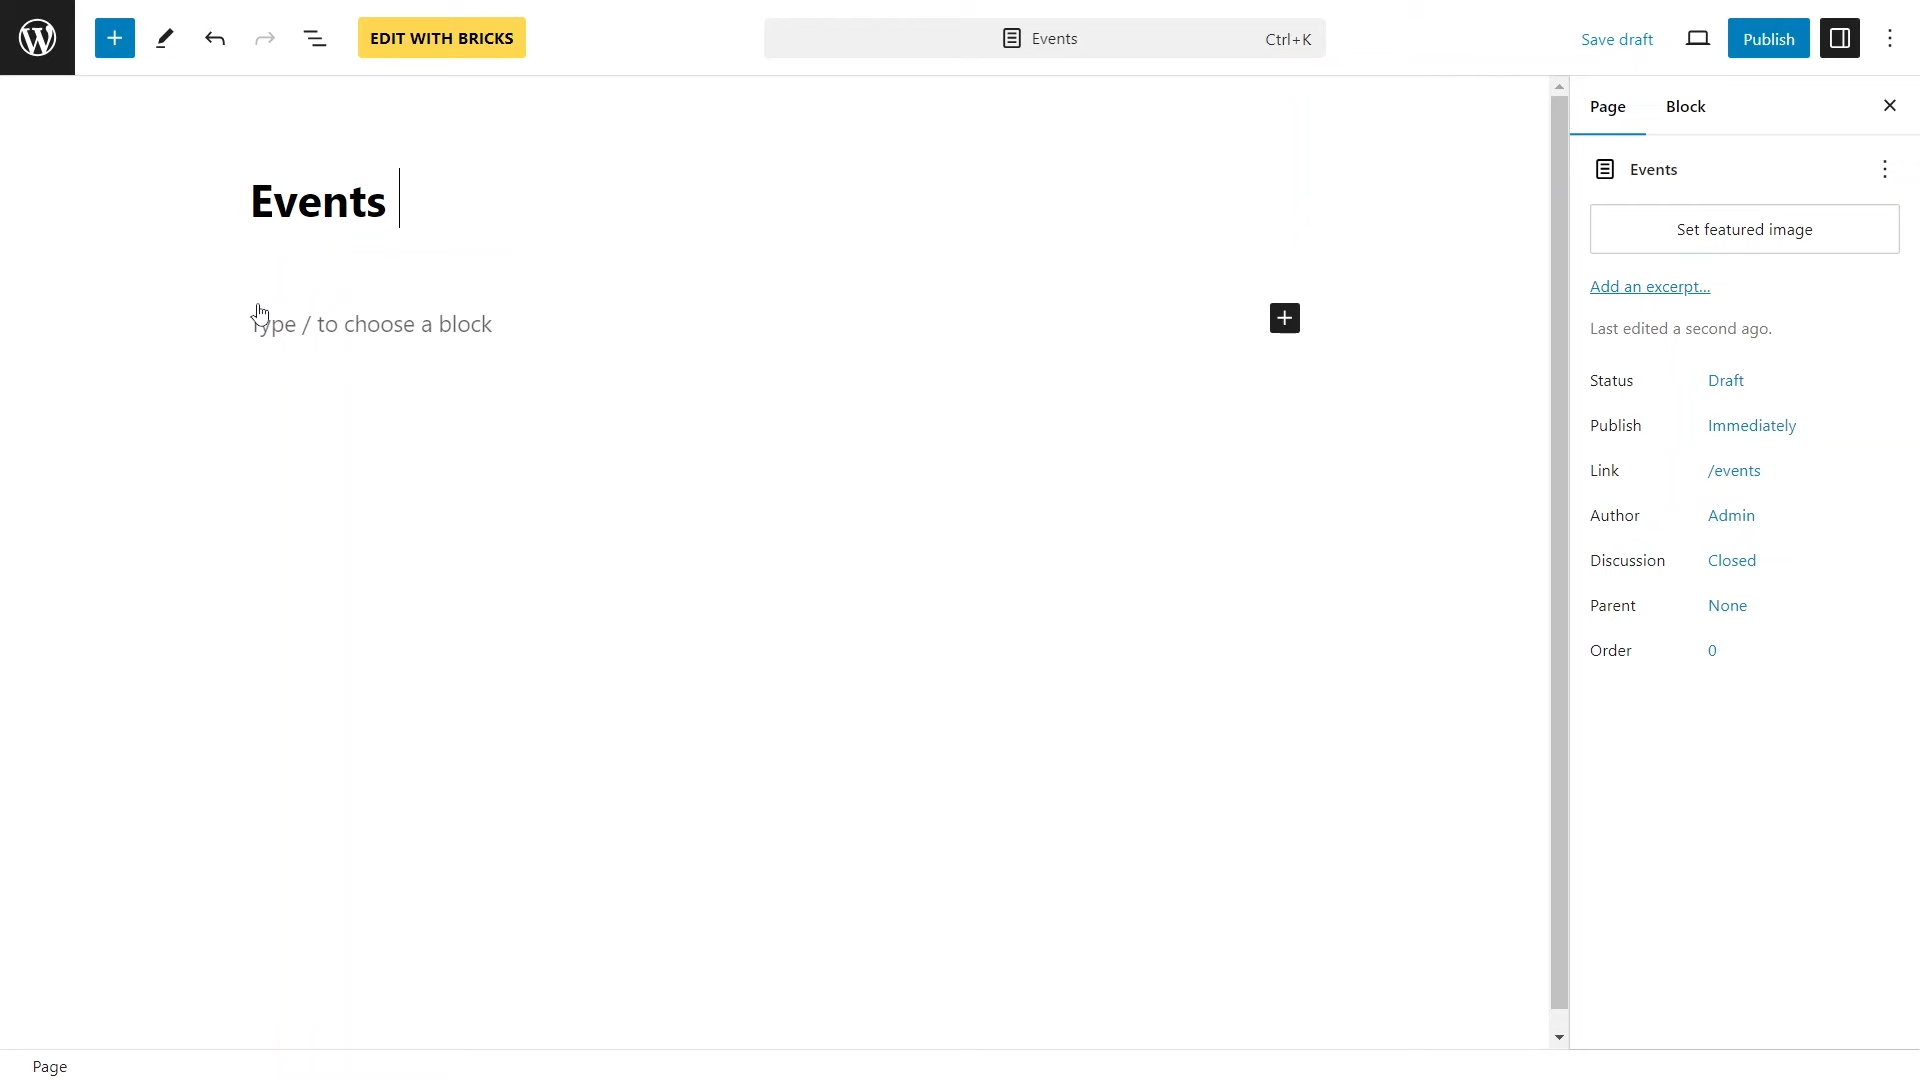 EDIT WITH BRICKS
Events
Ctrl+K
Save draft
Publish
Page
Block
Events
Events
Set featured image
Add an excerpt...
Type / to choose a block
Last edited a second ago.
Status Draft
Publish Immediately
Link /events
Author Admin
Discussion Closed
Parent None
Order 0
Page